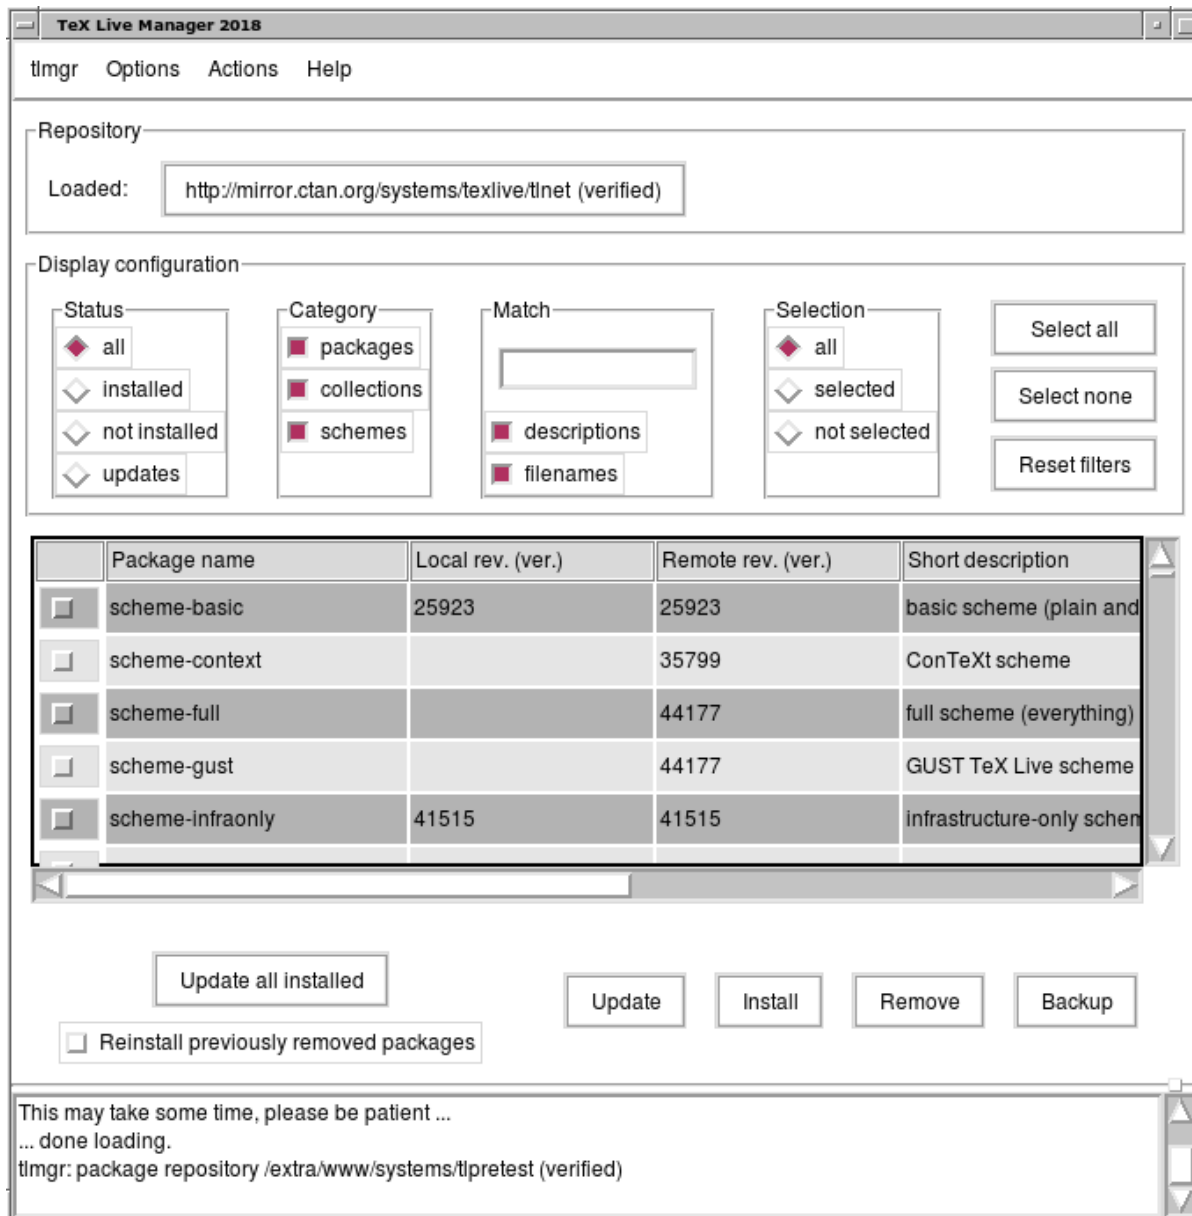 TeX Live Manager 2018
tlmgr Options Actions Help
Repository
Loaded: http://mirror.ctan.org/systems/texlive/tlnet (verified)
Display configuration
Status Category Match Selection
all packages all Select all
installed collections selected Select none
not installed schemes descriptions not selected Reset filters
updates filenames
Package name Local rev. (ver.) Remote rev. (ver.) Short description
scheme-basic 25923 25923 basic scheme (plain and
scheme-context 35799 ConTeXt scheme
scheme-full 44177 full scheme (everything)
scheme-gust 44177 GUST TeX Live scheme
scheme-infraonly 41515 41515 infrastructure-only schem
Update all installed Update Install Remove Backup
Reinstall previously removed packages
This may take some time, please be patient ...
... done loading.
tlmgr: package repository /extra/www/systems/tlpretest (verified)